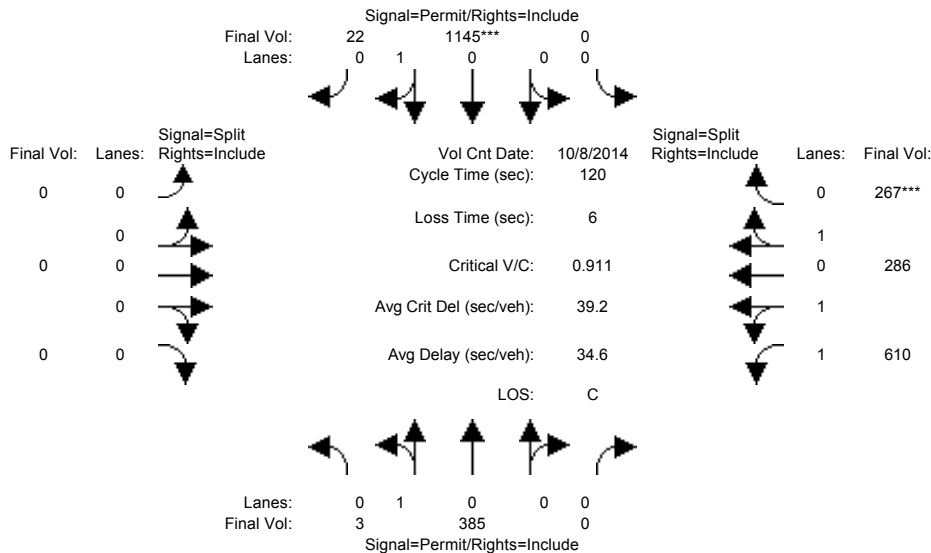 Signal=Permit/Rights=Include
Final Vol: 22 1145*** 0
Lanes: 0 1 0 0 0
Signal=Split Signal=Split
Final Vol: Lanes: Rights=Include Vol Cnt Date: 10/8/2014 Rights=Include Lanes: Final Vol:
Cycle Time (sec): 120
0 0 0 267***
Loss Time (sec): 6
0 1
0 0 Critical V/C: 0.911 0 286
0 Avg Crit Del (sec/veh): 39.2 1
0 0 Avg Delay (sec/veh): 34.6 1 610
LOS: C
Lanes: 0 1 0 0 0
Final Vol: 3 385 0
Signal=Permit/Rights=Include